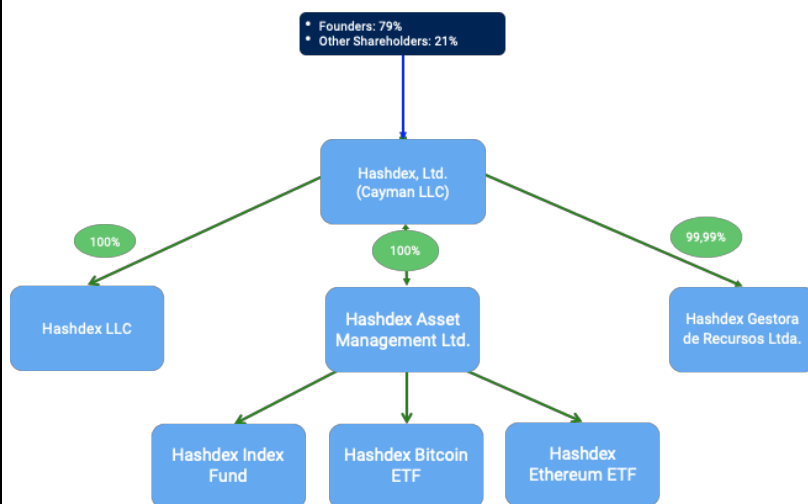 • Founders: 79%
• Other Shareholders: 21%
Hashdex, Ltd.
(Cayman LLC)
100%
100%
99,99%
Hashdex LLC
Hashdex Asset
Management Ltd.
Hashdex Gestora
de Recursos Ltda.
Hashdex Index
Fund
Hashdex Bitcoin
ETF
Hashdex
Ethereum ETF